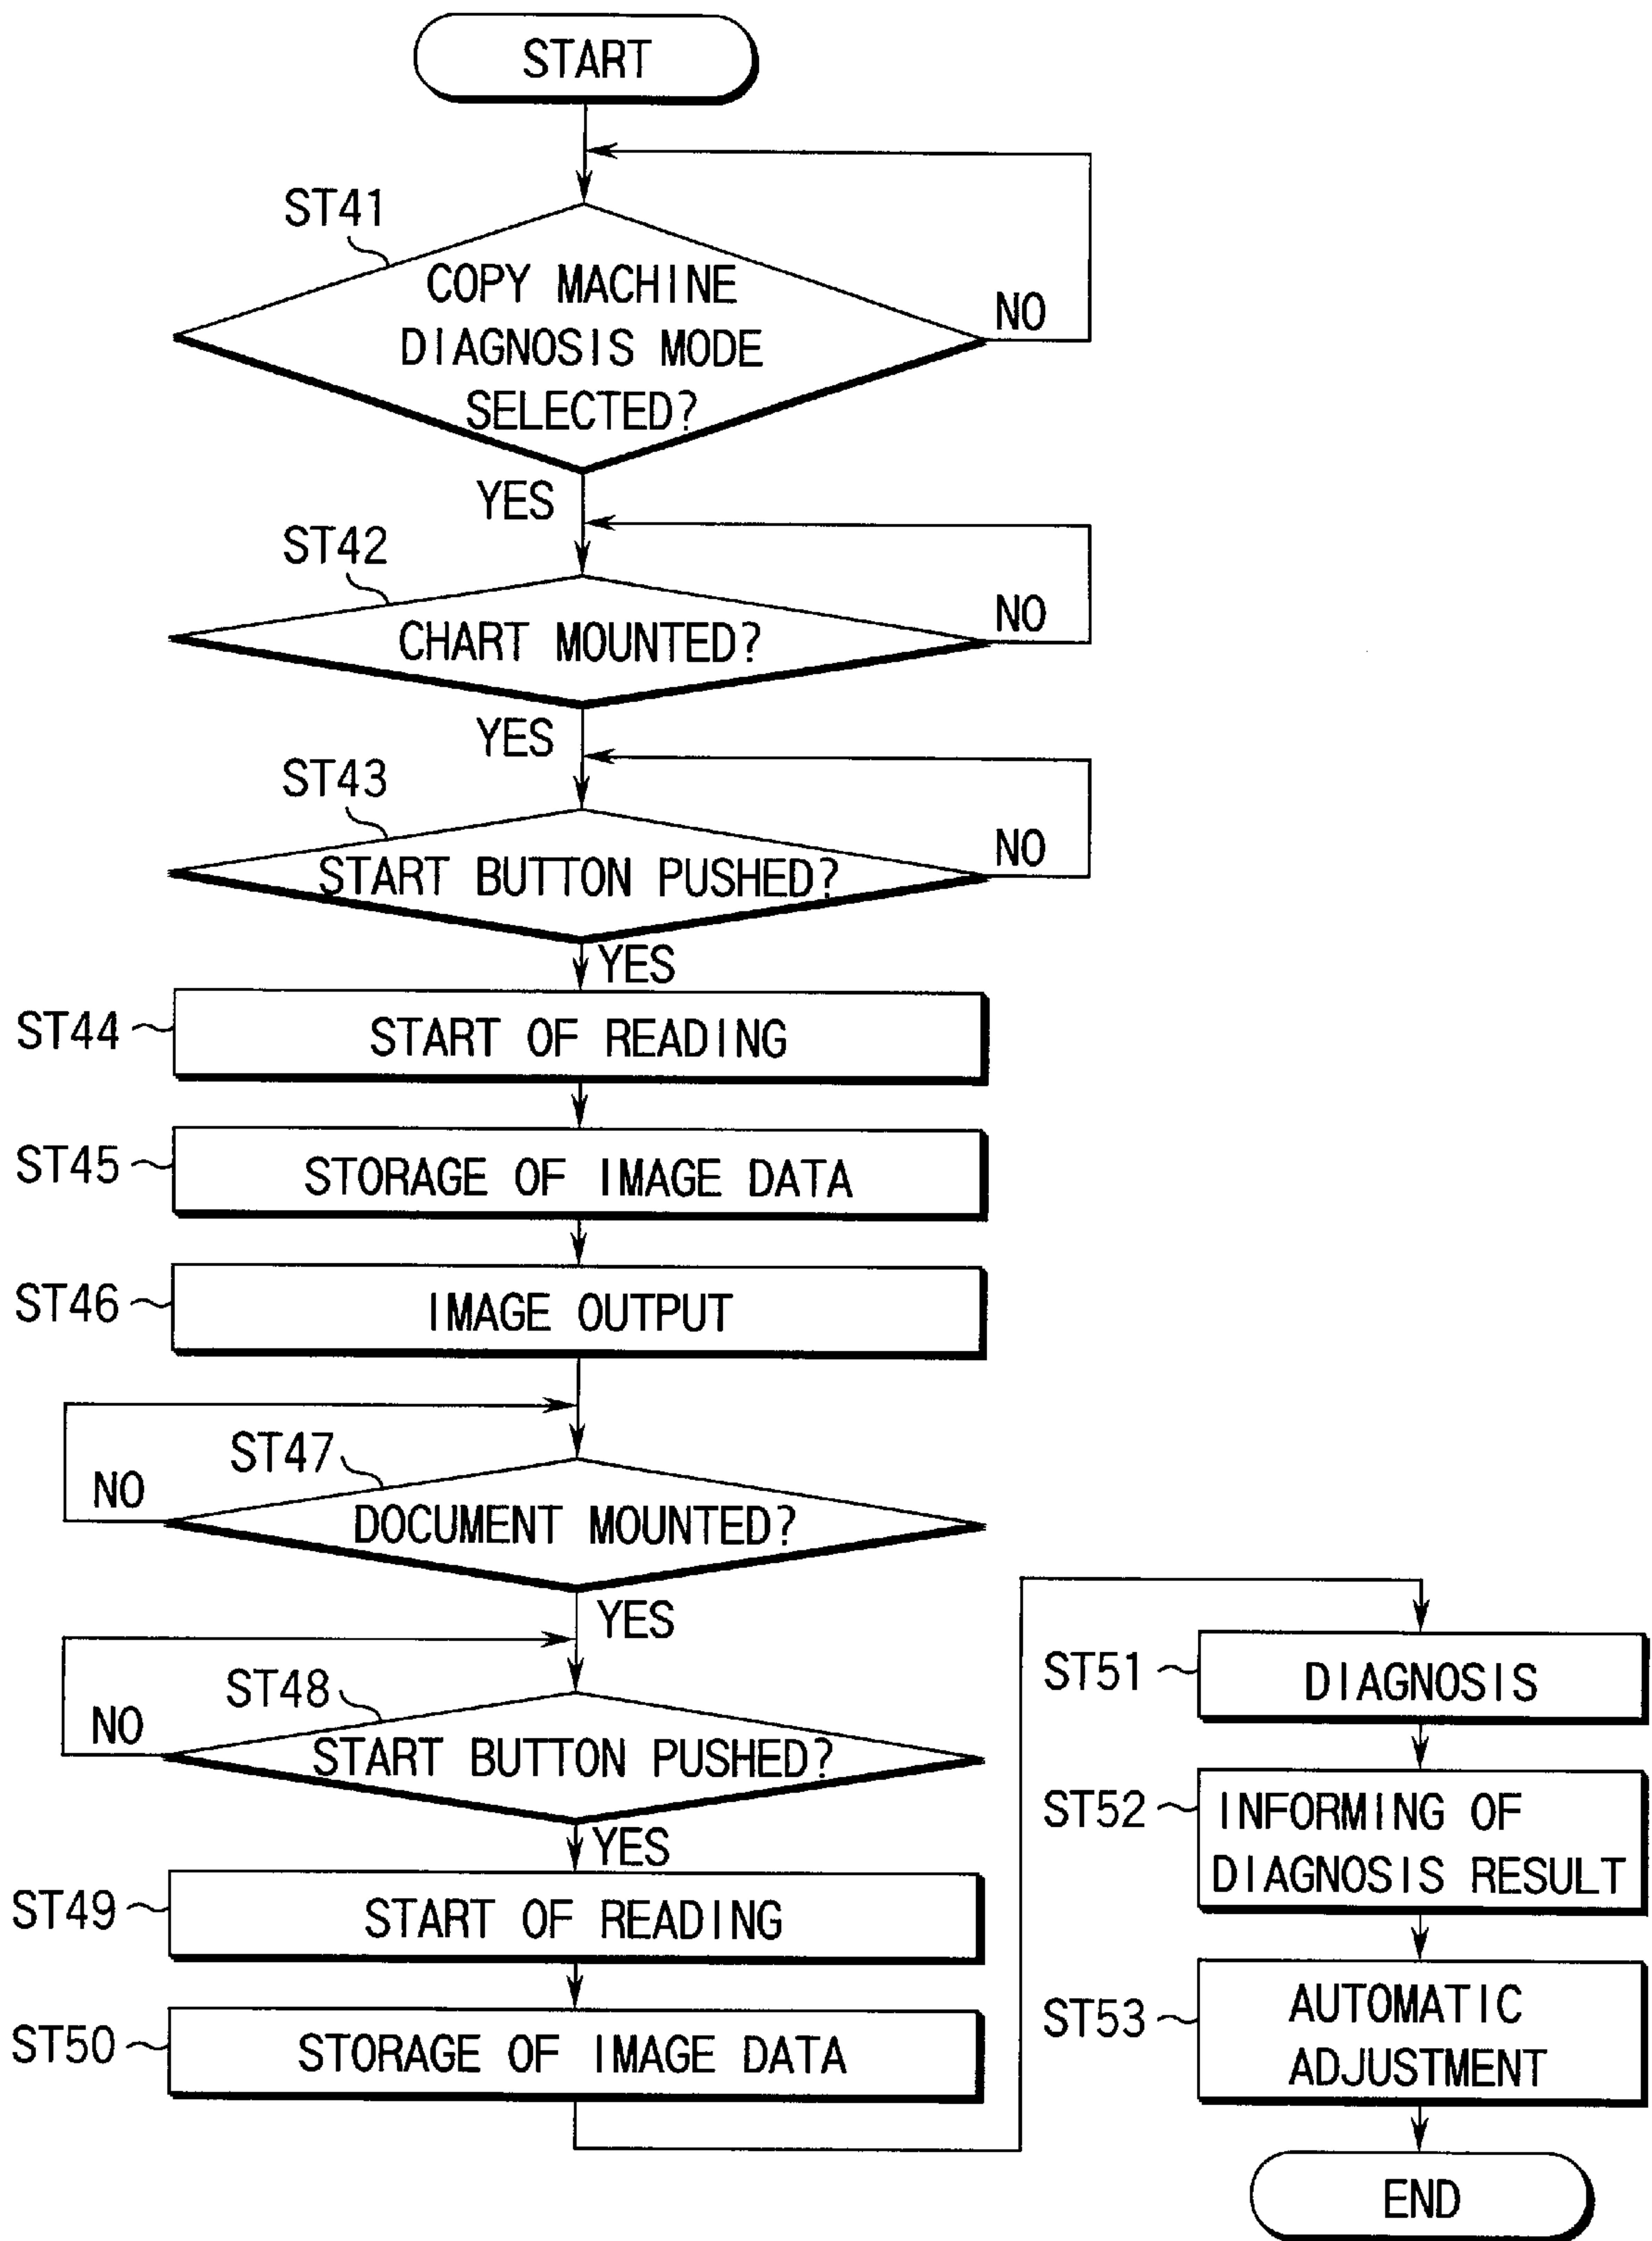 START
ST41
COPY MACHINE
DIAGNOSIS MODE
SELECTED?
NO
YES
ST42
CHART MOUNTED?
NO
YES
ST43
START BUTTON PUSHED?
NO
YES
ST44
START OF READING
ST45
STORAGE OF IMAGE DATA
ST46
IMAGE OUTPUT
ST47
NO
DOCUMENT MOUNTED?
YES
ST48
NO
START BUTTON PUSHED?
YES
ST49
START OF READING
ST50
STORAGE OF IMAGE DATA
ST51
DIAGNOSIS
ST52
INFORMING OF
DIAGNOSIS RESULT
ST53
AUTOMATIC
ADJUSTMENT
END